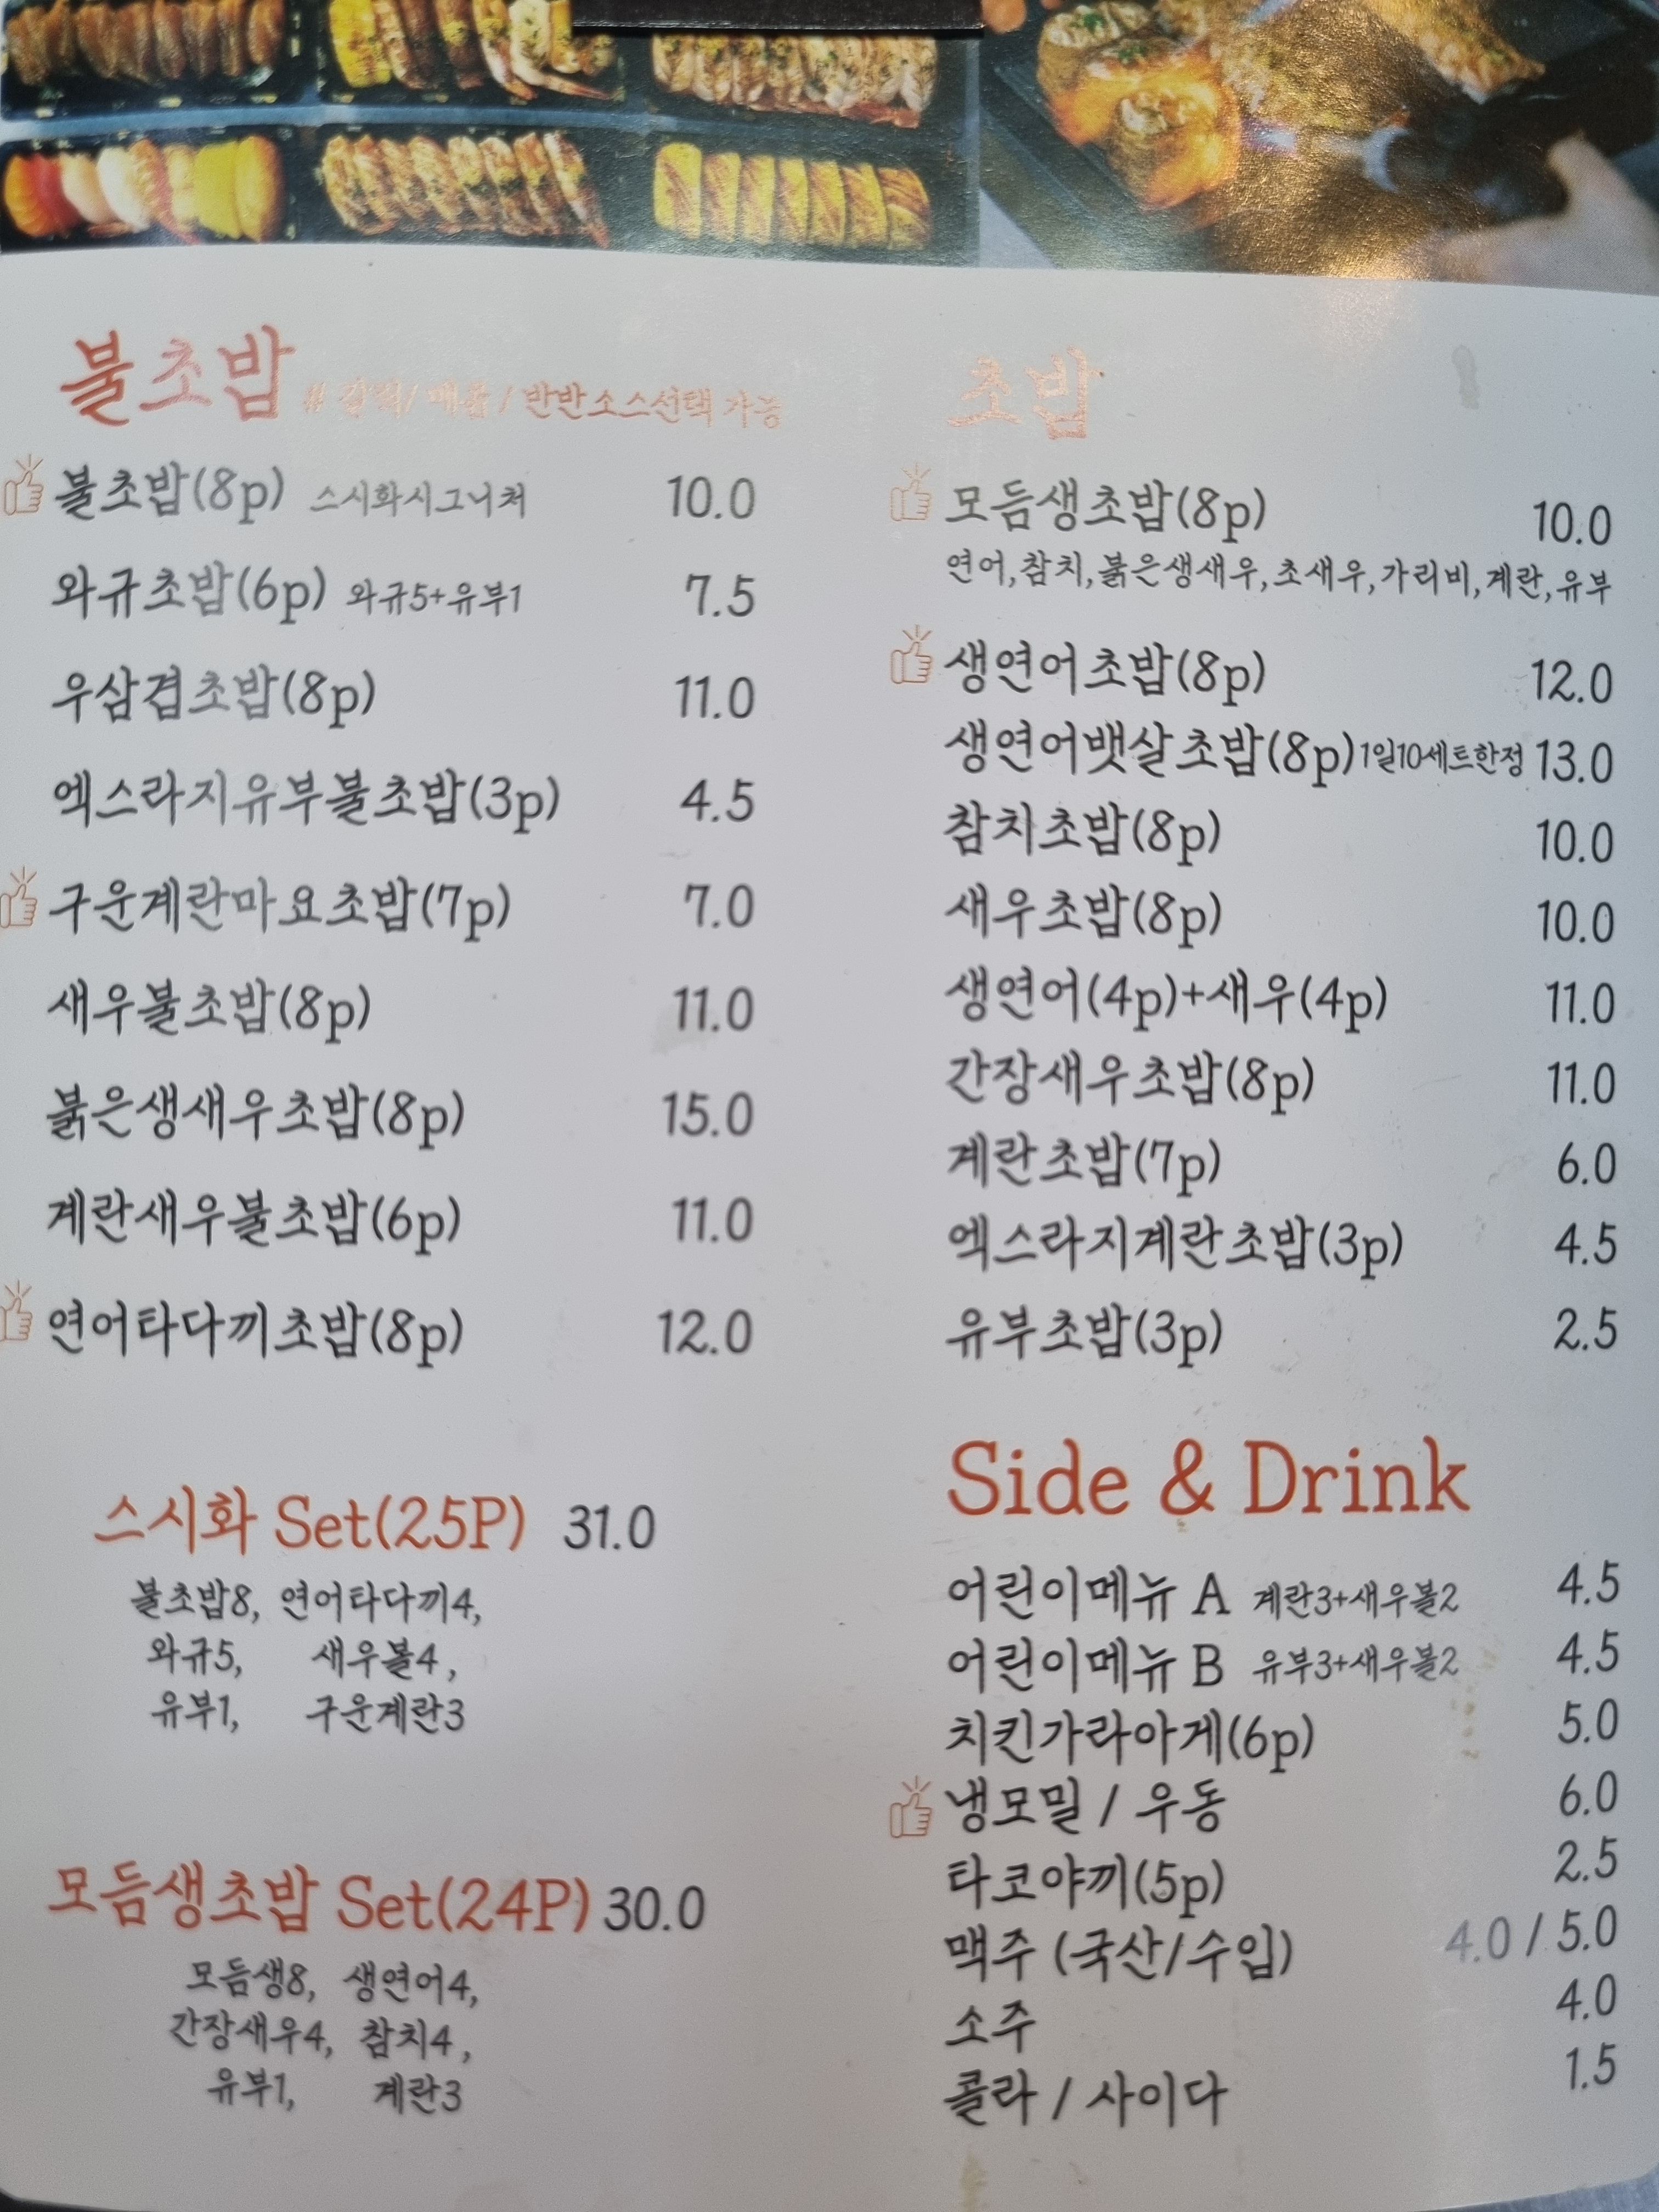 불초밥 # 갈릭/ 매콤 / 반반 소스선택 가능
불초밥(8p) 스시화시그니처 10.0
와규초밥(6p) 와규5+유부1 7.5
우삼겹초밥(8p) 11.0
엑스라지유부불초밥(3p) 4.5
구운계란마요초밥(7p) 7.0
새우불초밥(8p) 11.0
붉은생새우초밥(8p) 15.0
계란새우불초밥(6p) 11.0
연어타다끼초밥(8p) 12.0
스시화 Set(25P) 31.0
불초밥8, 연어타다끼4,
와규5, 새우볼4,
유부1, 구운계란3
모듬생초밥 Set(24P) 30.0
모듬생8, 생연어4,
간장새우4, 참치4,
유부1, 계란3
초밥
모듬생초밥(8p) 10.0
연어,참치,붉은생새우,초새우,가리비,계란,유부
생연어초밥(8p) 12.0
생연어뱃살초밥(8p) 1일10세트한정 13.0
참치초밥(8p) 10.0
새우초밥(8p) 10.0
생연어(4p)+새우(4p) 11.0
간장새우초밥(8p) 11.0
계란초밥(7p) 6.0
엑스라지계란초밥(3p) 4.5
유부초밥(3p) 2.5
Side & Drink
어린이메뉴 A 계란3+새우볼2 4.5
어린이메뉴 B 유부3+새우볼2 4.5
치킨가라아게(6p) 5.0
냉모밀 / 우동 6.0
타코야끼(5p) 2.5
맥주 (국산/수입) 4.0 / 5.0
소주 4.0
콜라 / 사이다 1.5